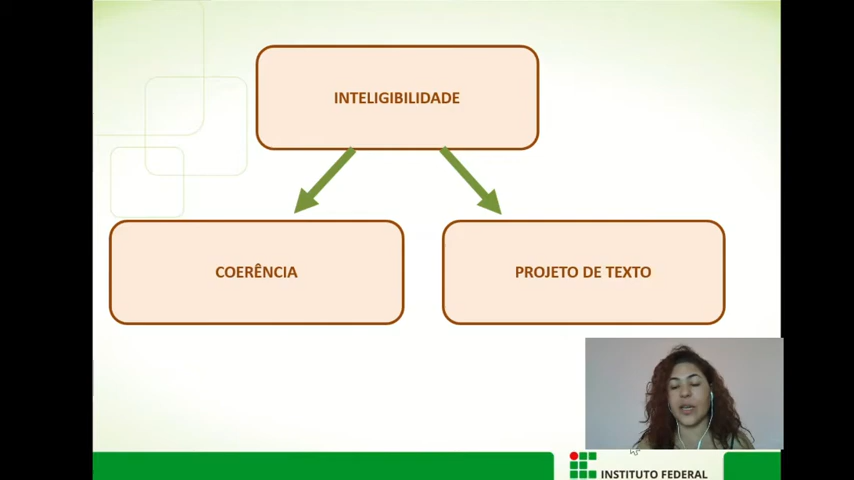 INTELIGIBILIDADE
COERÊNCIA
PROJETO DE TEXTO
INSTITUTO FEDERAL